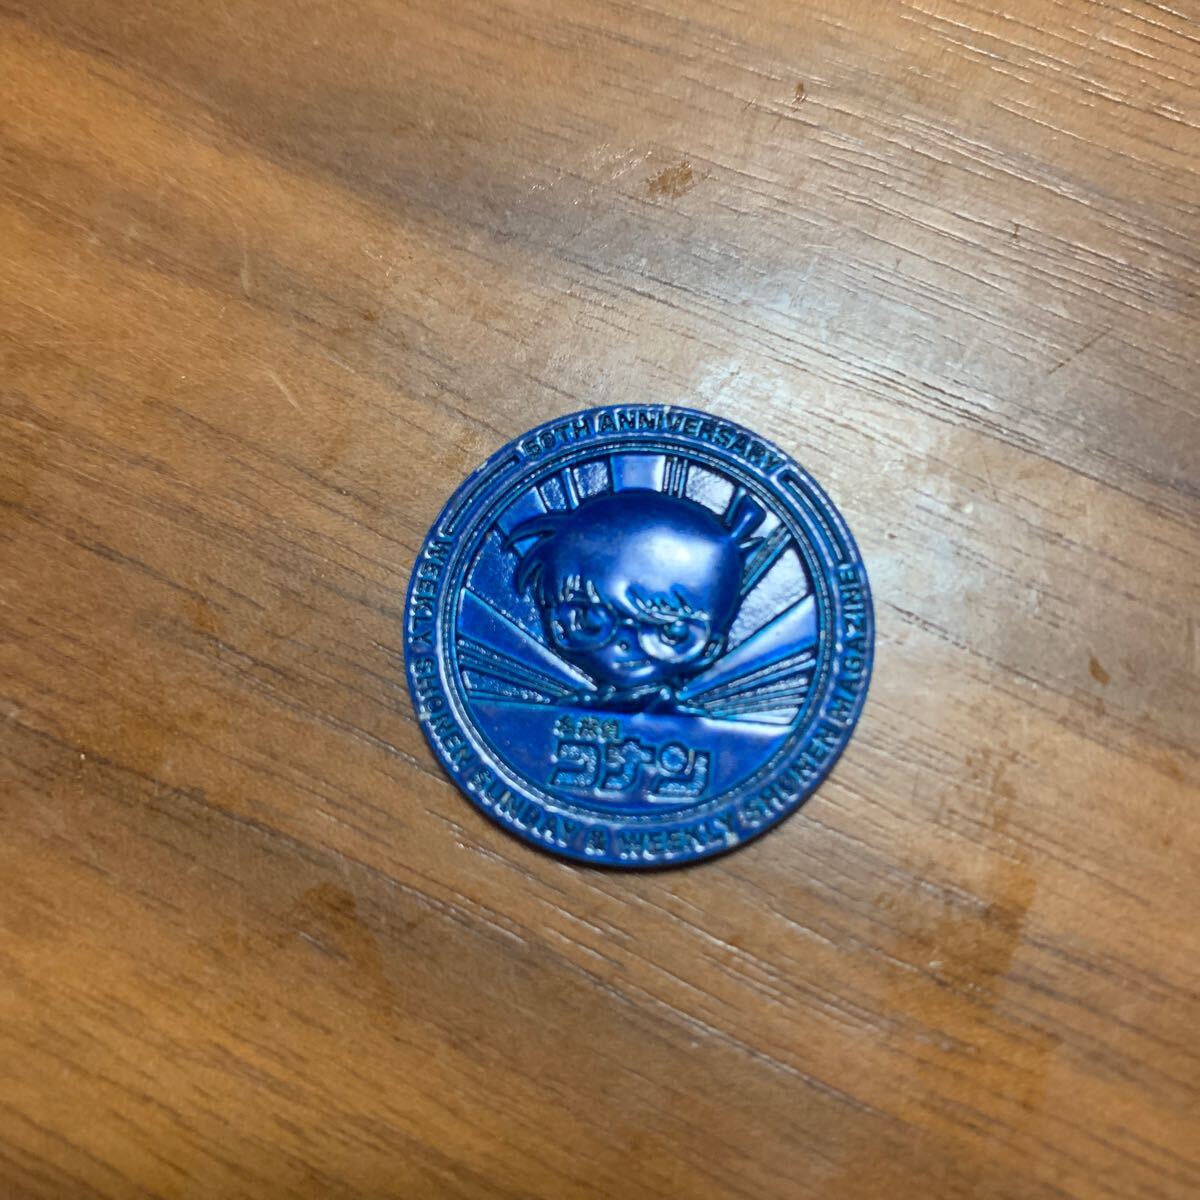 50TH ANNIVERSARY
WEEKLY SHONEN SUNDAY & WEEKLY SHONEN MAGAZINE
名探偵
コナン